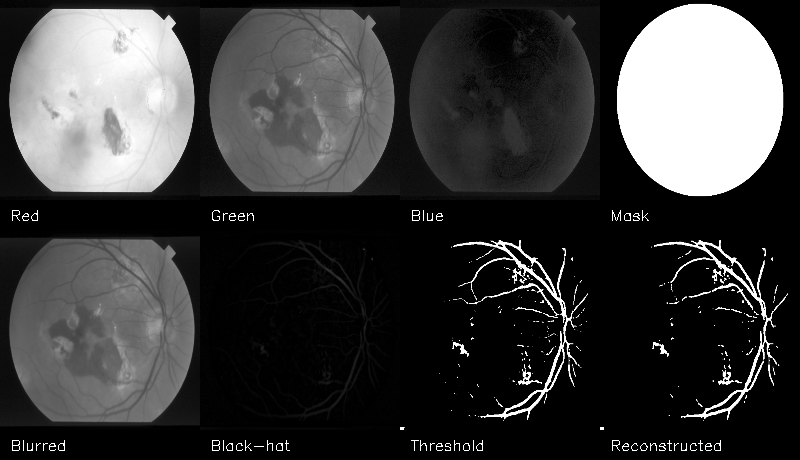 Red
Green
Blue
Mask
Blurred
Black-hat
Threshold
Reconstructed